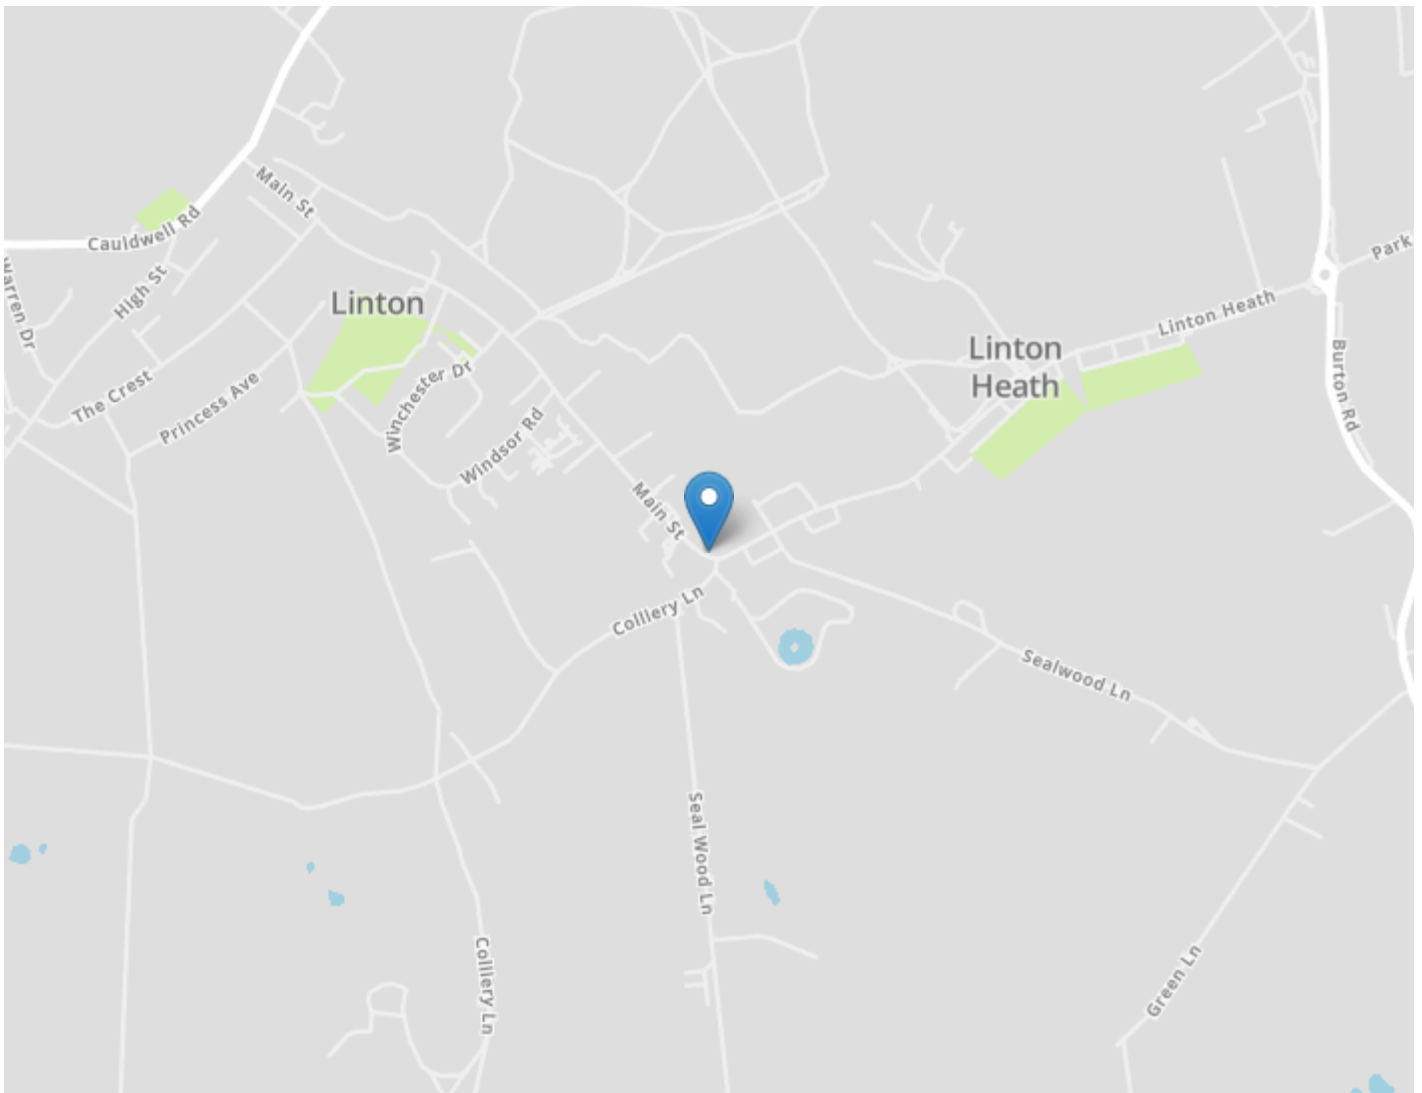 Main St
Cauldwell Rd
Warren Dr
High St
Linton
Park
Linton Heath
Linton
Heath
Burton Rd
The Crest
Princess Ave
Winchester Dr
Windsor Rd
Main St
Colliery Ln
Sealwood Ln
Seal Wood Ln
Colliery Ln
Green Ln